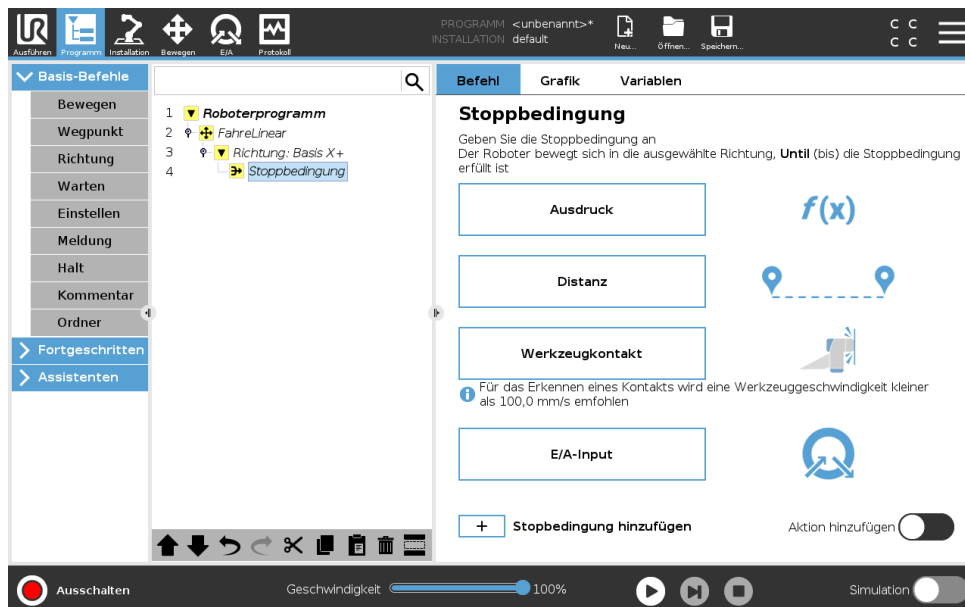 PROGRAMM <unbenannt>*
INSTALLATION default
Ausführen
Programm
Installation
Bewegen
E/A
Protokoll
Neu...
Öffnen...
Speichern...
C C
C C
Basis-Befehle
Bewegen
Wegpunkt
Richtung
Warten
Einstellen
Meldung
Halt
Kommentar
Ordner
Fortgeschritten
Assistenten
1 Roboterprogramm
2 FahreLinear
3 Richtung: Basis X+
4 Stoppbedingung
Befehl Grafik Variablen
Stoppbedingung
Geben Sie die Stoppbedingung an
Der Roboter bewegt sich in die ausgewählte Richtung, Until (bis) die Stoppbedingung
erfüllt ist
Ausdruck
f(x)
Distanz
Werkzeugkontakt
Für das Erkennen eines Kontakts wird eine Werkzeuggeschwindigkeit kleiner
als 100,0 mm/s emfohlen
E/A-Input
+ Stopbedingung hinzufügen
Aktion hinzufügen
Ausschalten
Geschwindigkeit 100%
Simulation